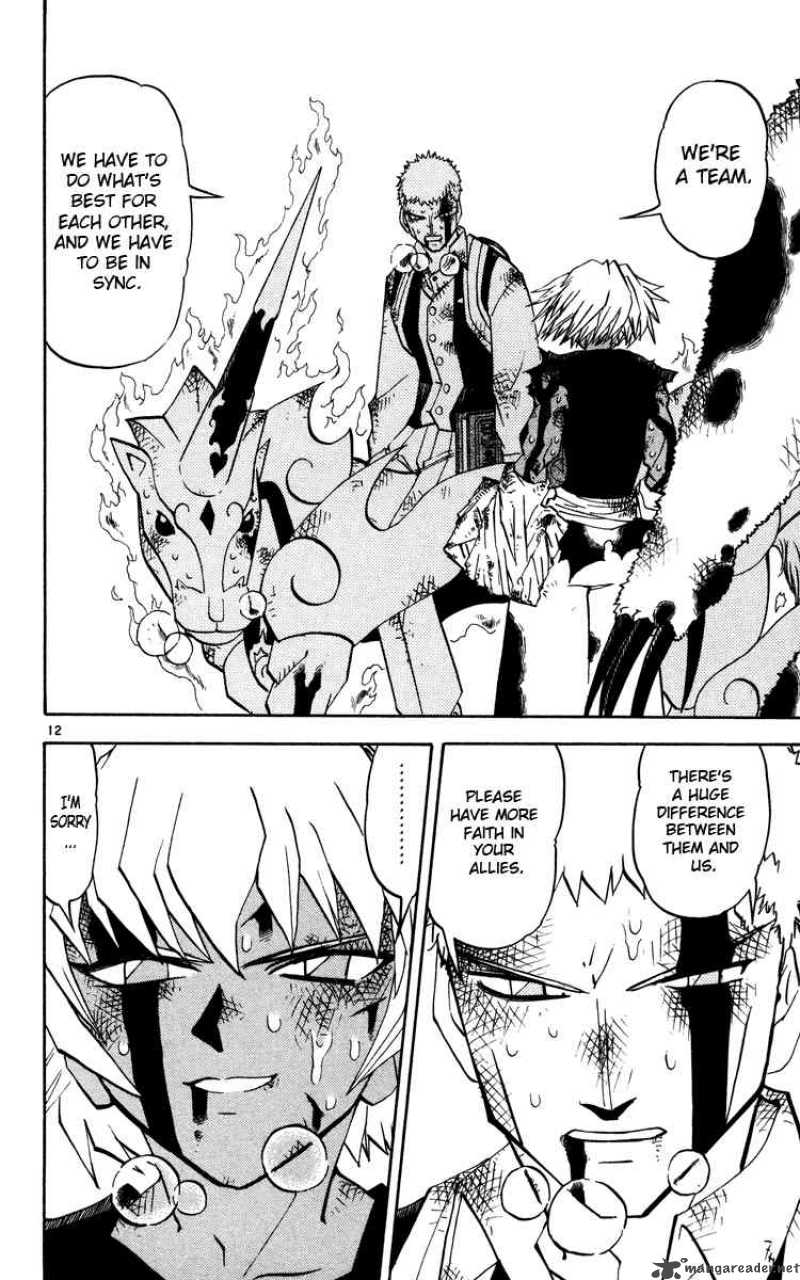 WE'RE
A TEAM.
WE HAVE TO
DO WHAT'S
BEST FOR
EACH OTHER,
AND WE HAVE
TO BE IN
SYNC.
12
THERE'S
A HUGE
DIFFERENCE
BETWEEN
THEM AND
US.
PLEASE
HAVE MORE
FAITH IN
YOUR
ALLIES.
..........
I'M
SORRY
...
mangareader.net